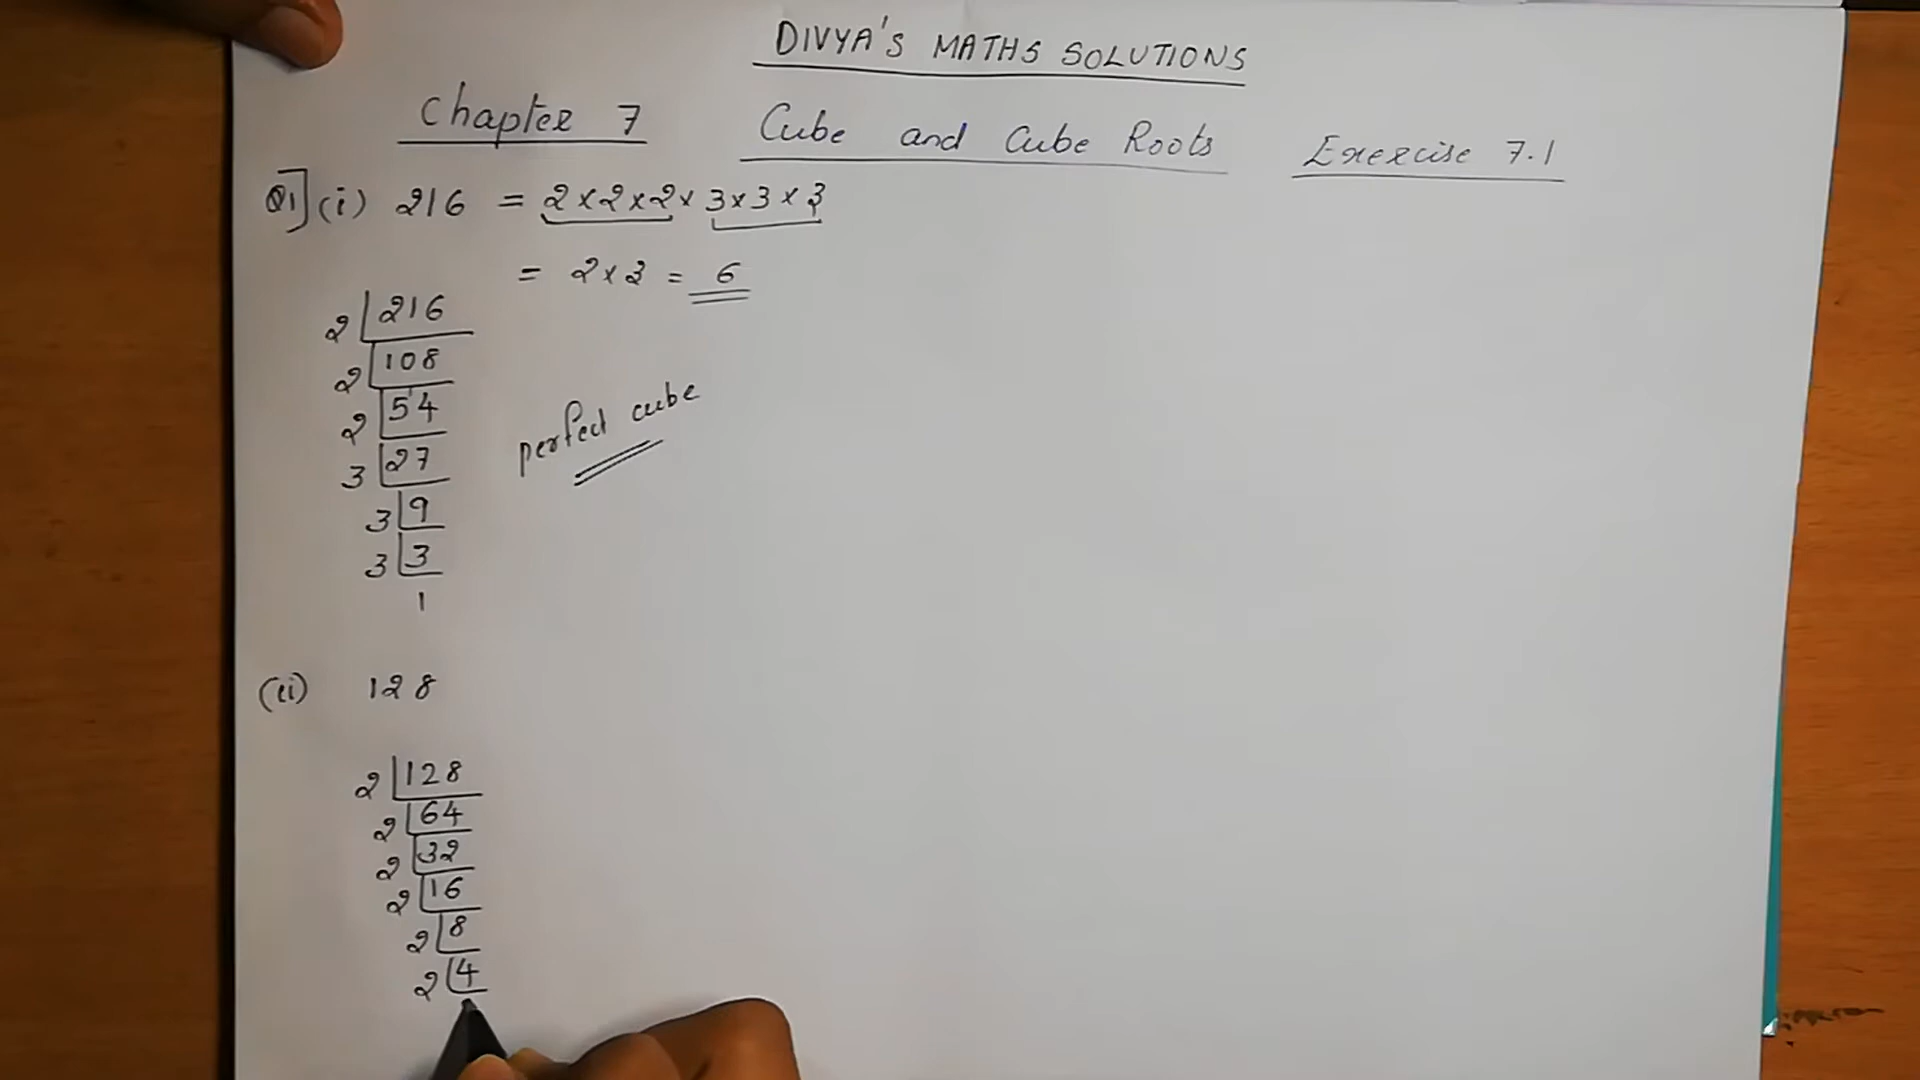 DIVYA'S MATHS SOLUTIONS
Chapter 7 Cube and Cube Roots Exercise 7.1
Q1] (i) 216 = 2 × 2 × 2 × 3 × 3 × 3
= 2 × 3 = 6
2 | 216
2 | 108
2 | 54
3 | 27
3 | 9
3 | 3
1
perfect cube
(ii) 128
2 | 128
2 | 64
2 | 32
2 | 16
2 | 8
2 | 4